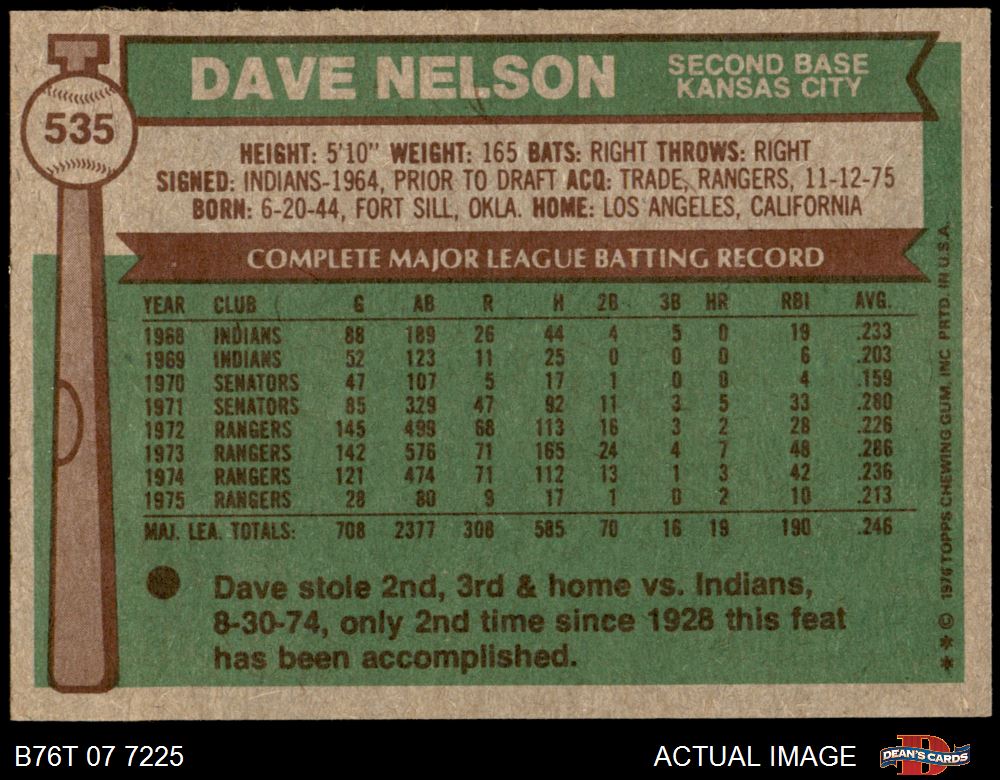 535
DAVE NELSON SECOND BASE
KANSAS CITY
HEIGHT: 5'10" WEIGHT: 165 BATS: RIGHT THROWS: RIGHT
SIGNED: INDIANS-1964, PRIOR TO DRAFT ACQ: TRADE, RANGERS, 11-12-75
BORN: 6-20-44, FORT SILL, OKLA. HOME: LOS ANGELES, CALIFORNIA
COMPLETE MAJOR LEAGUE BATTING RECORD
YEAR CLUB G AB R H 2B 3B HR RBI AVG.
1968 INDIANS 88 189 26 44 4 5 0 19 .233
1969 INDIANS 52 123 11 25 0 0 0 6 .203
1970 SENATORS 47 107 5 17 1 0 0 4 .159
1971 SENATORS 85 329 47 92 11 3 5 33 .280
1972 RANGERS 145 499 68 113 16 3 2 28 .226
1973 RANGERS 142 576 71 165 24 4 7 48 .286
1974 RANGERS 121 474 71 112 13 1 3 42 .236
1975 RANGERS 28 80 9 17 1 0 2 10 .213
MAJ. LEA. TOTALS: 708 2377 308 585 70 16 19 190 .246
Dave stole 2nd, 3rd & home vs. Indians,
8-30-74, only 2nd time since 1928 this feat
has been accomplished.
* * © 1976 TOPPS CHEWING GUM, INC. PRTD. IN U.S.A.
B76T 07 7225 ACTUAL IMAGE
D
DEAN'S CARDS